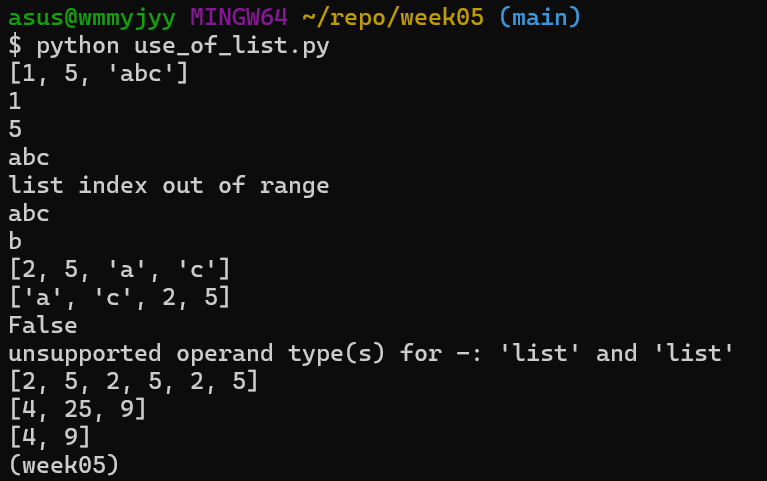 asus@wmmyjyy MINGW64 ~/repo/week05 (main)
$ python use_of_list.py
[1, 5, 'abc']
1
5
abc
list index out of range
abc
b
[2, 5, 'a', 'c']
['a', 'c', 2, 5]
False
unsupported operand type(s) for -: 'list' and 'list'
[2, 5, 2, 5, 2, 5]
[4, 25, 9]
[4, 9]
(week05)